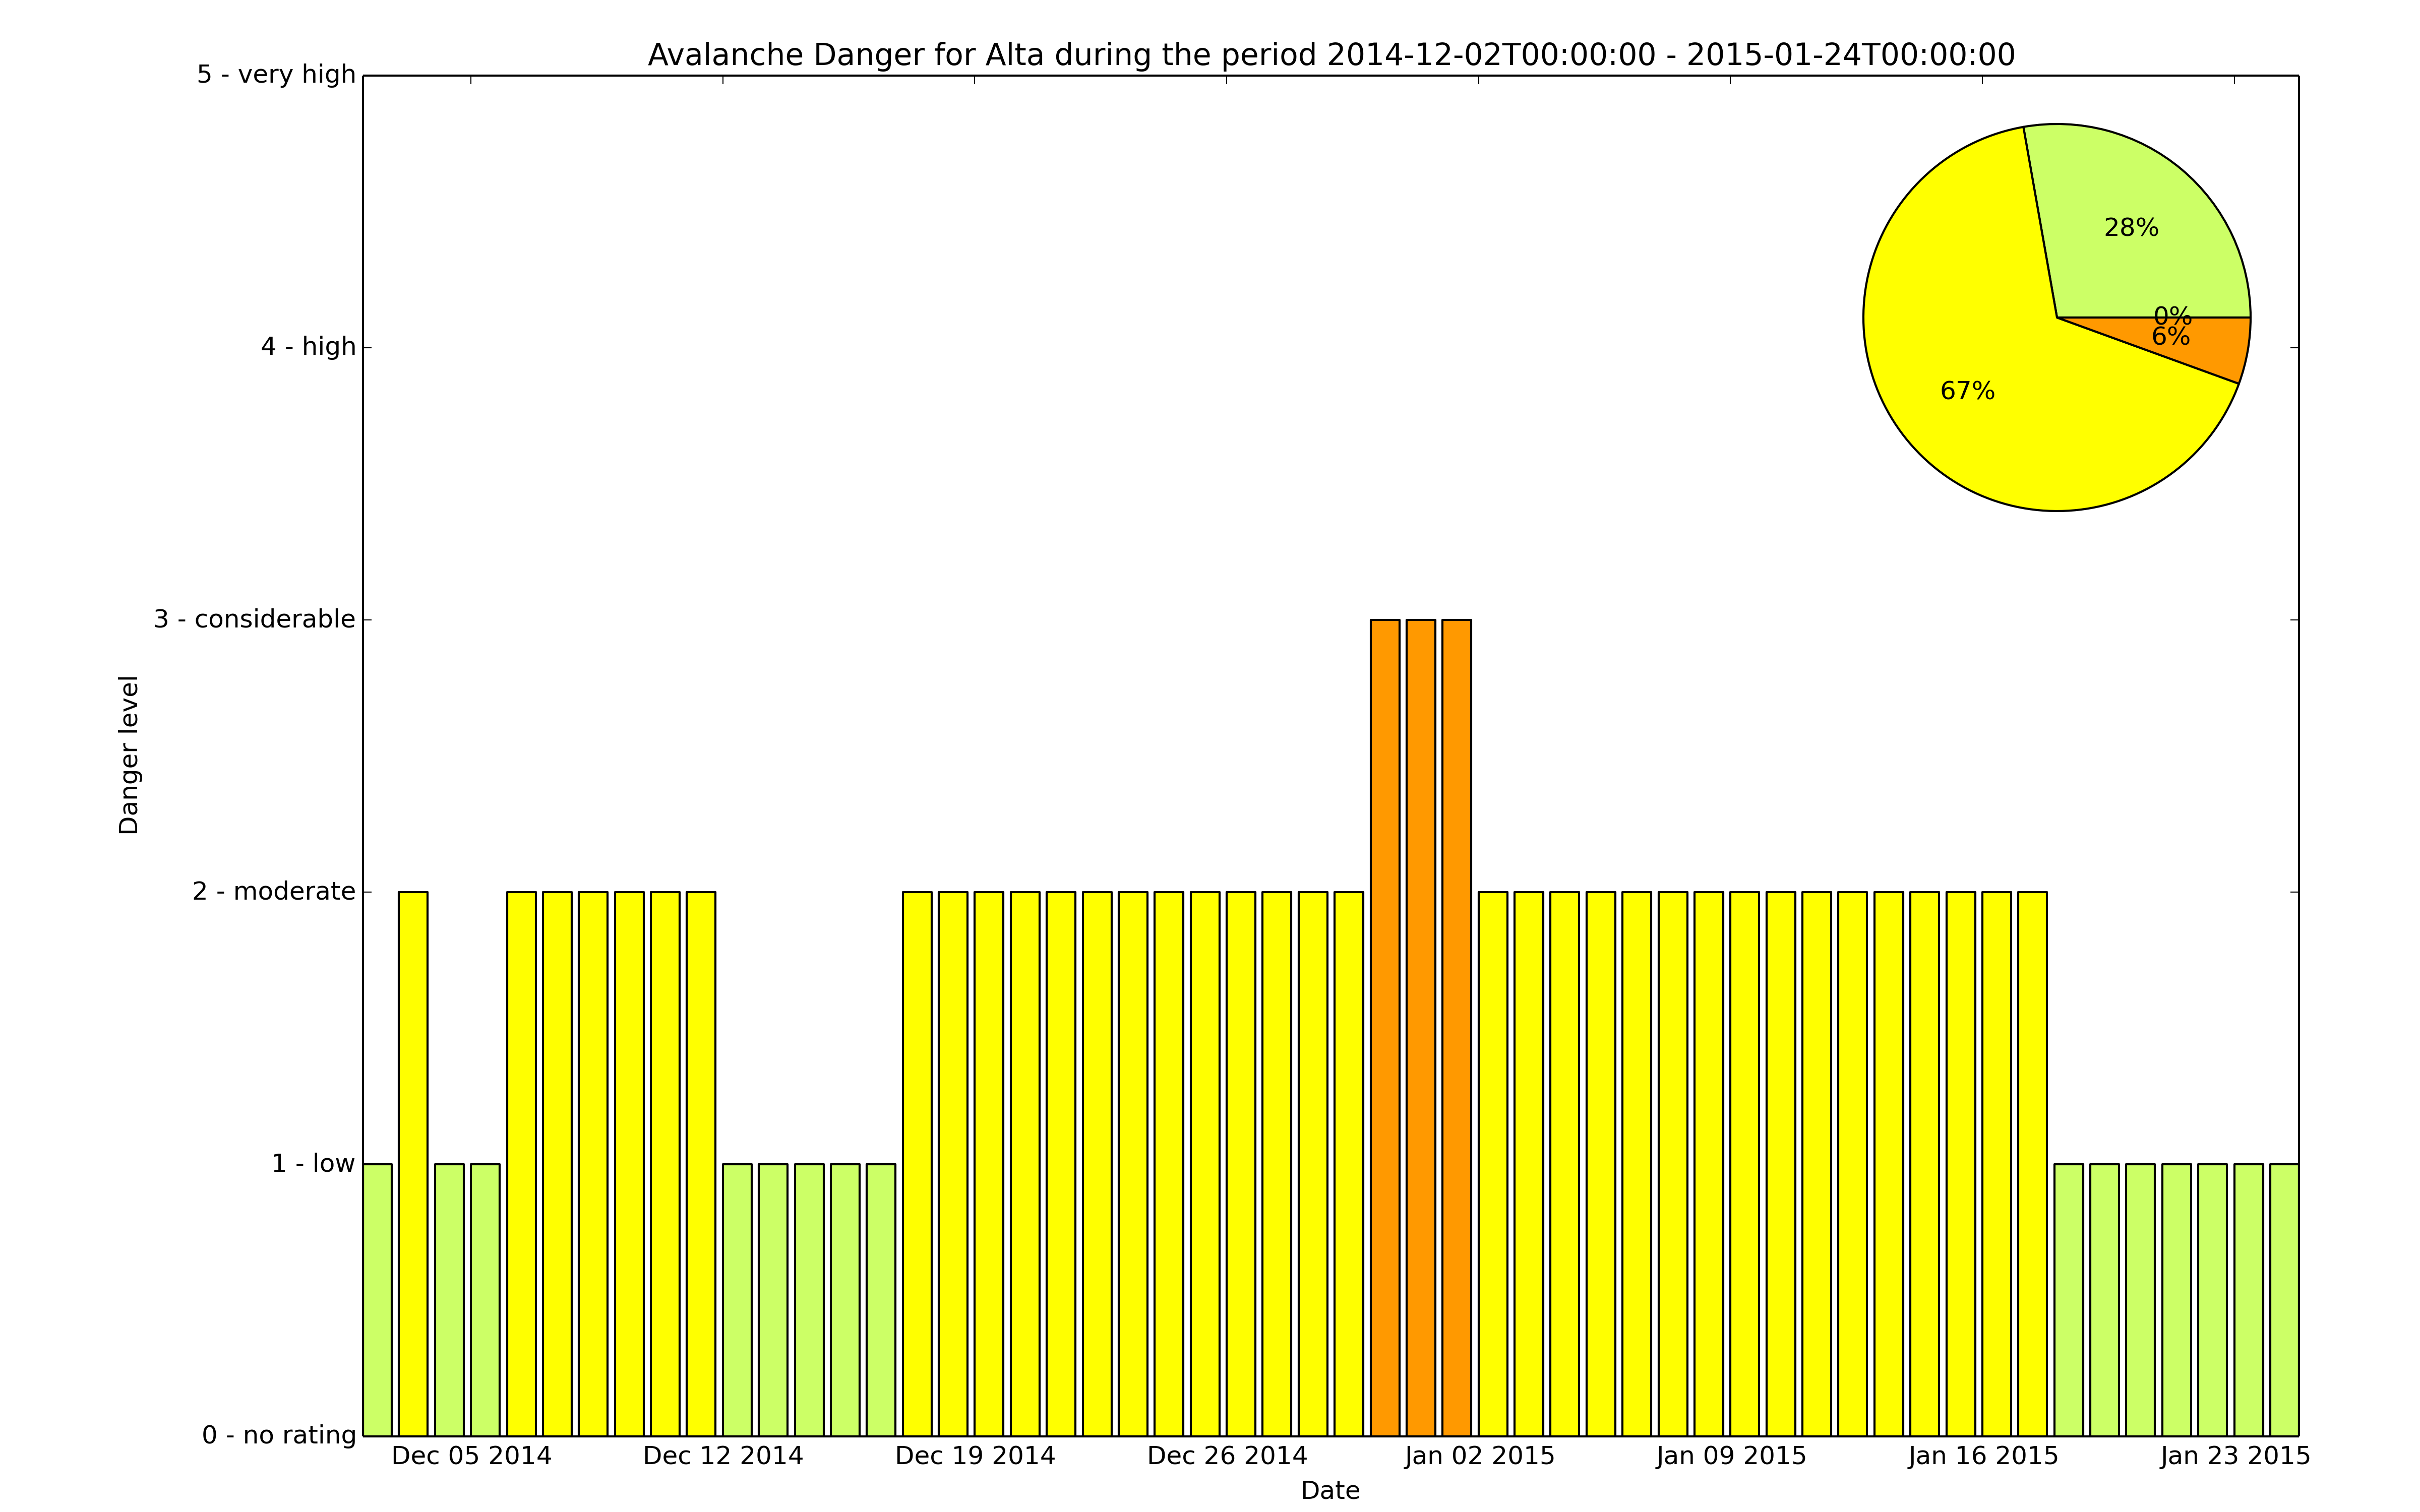 Avalanche Danger for Alta during the period 2014-12-02T00:00:00 - 2015-01-24T00:00:00
5 - very high
4 - high
3 - considerable
2 - moderate
1 - low
0 - no rating
Danger level
28%
0%
6%
67%
Dec 05 2014
Dec 12 2014
Dec 19 2014
Dec 26 2014
Jan 02 2015
Jan 09 2015
Jan 16 2015
Jan 23 2015
Date